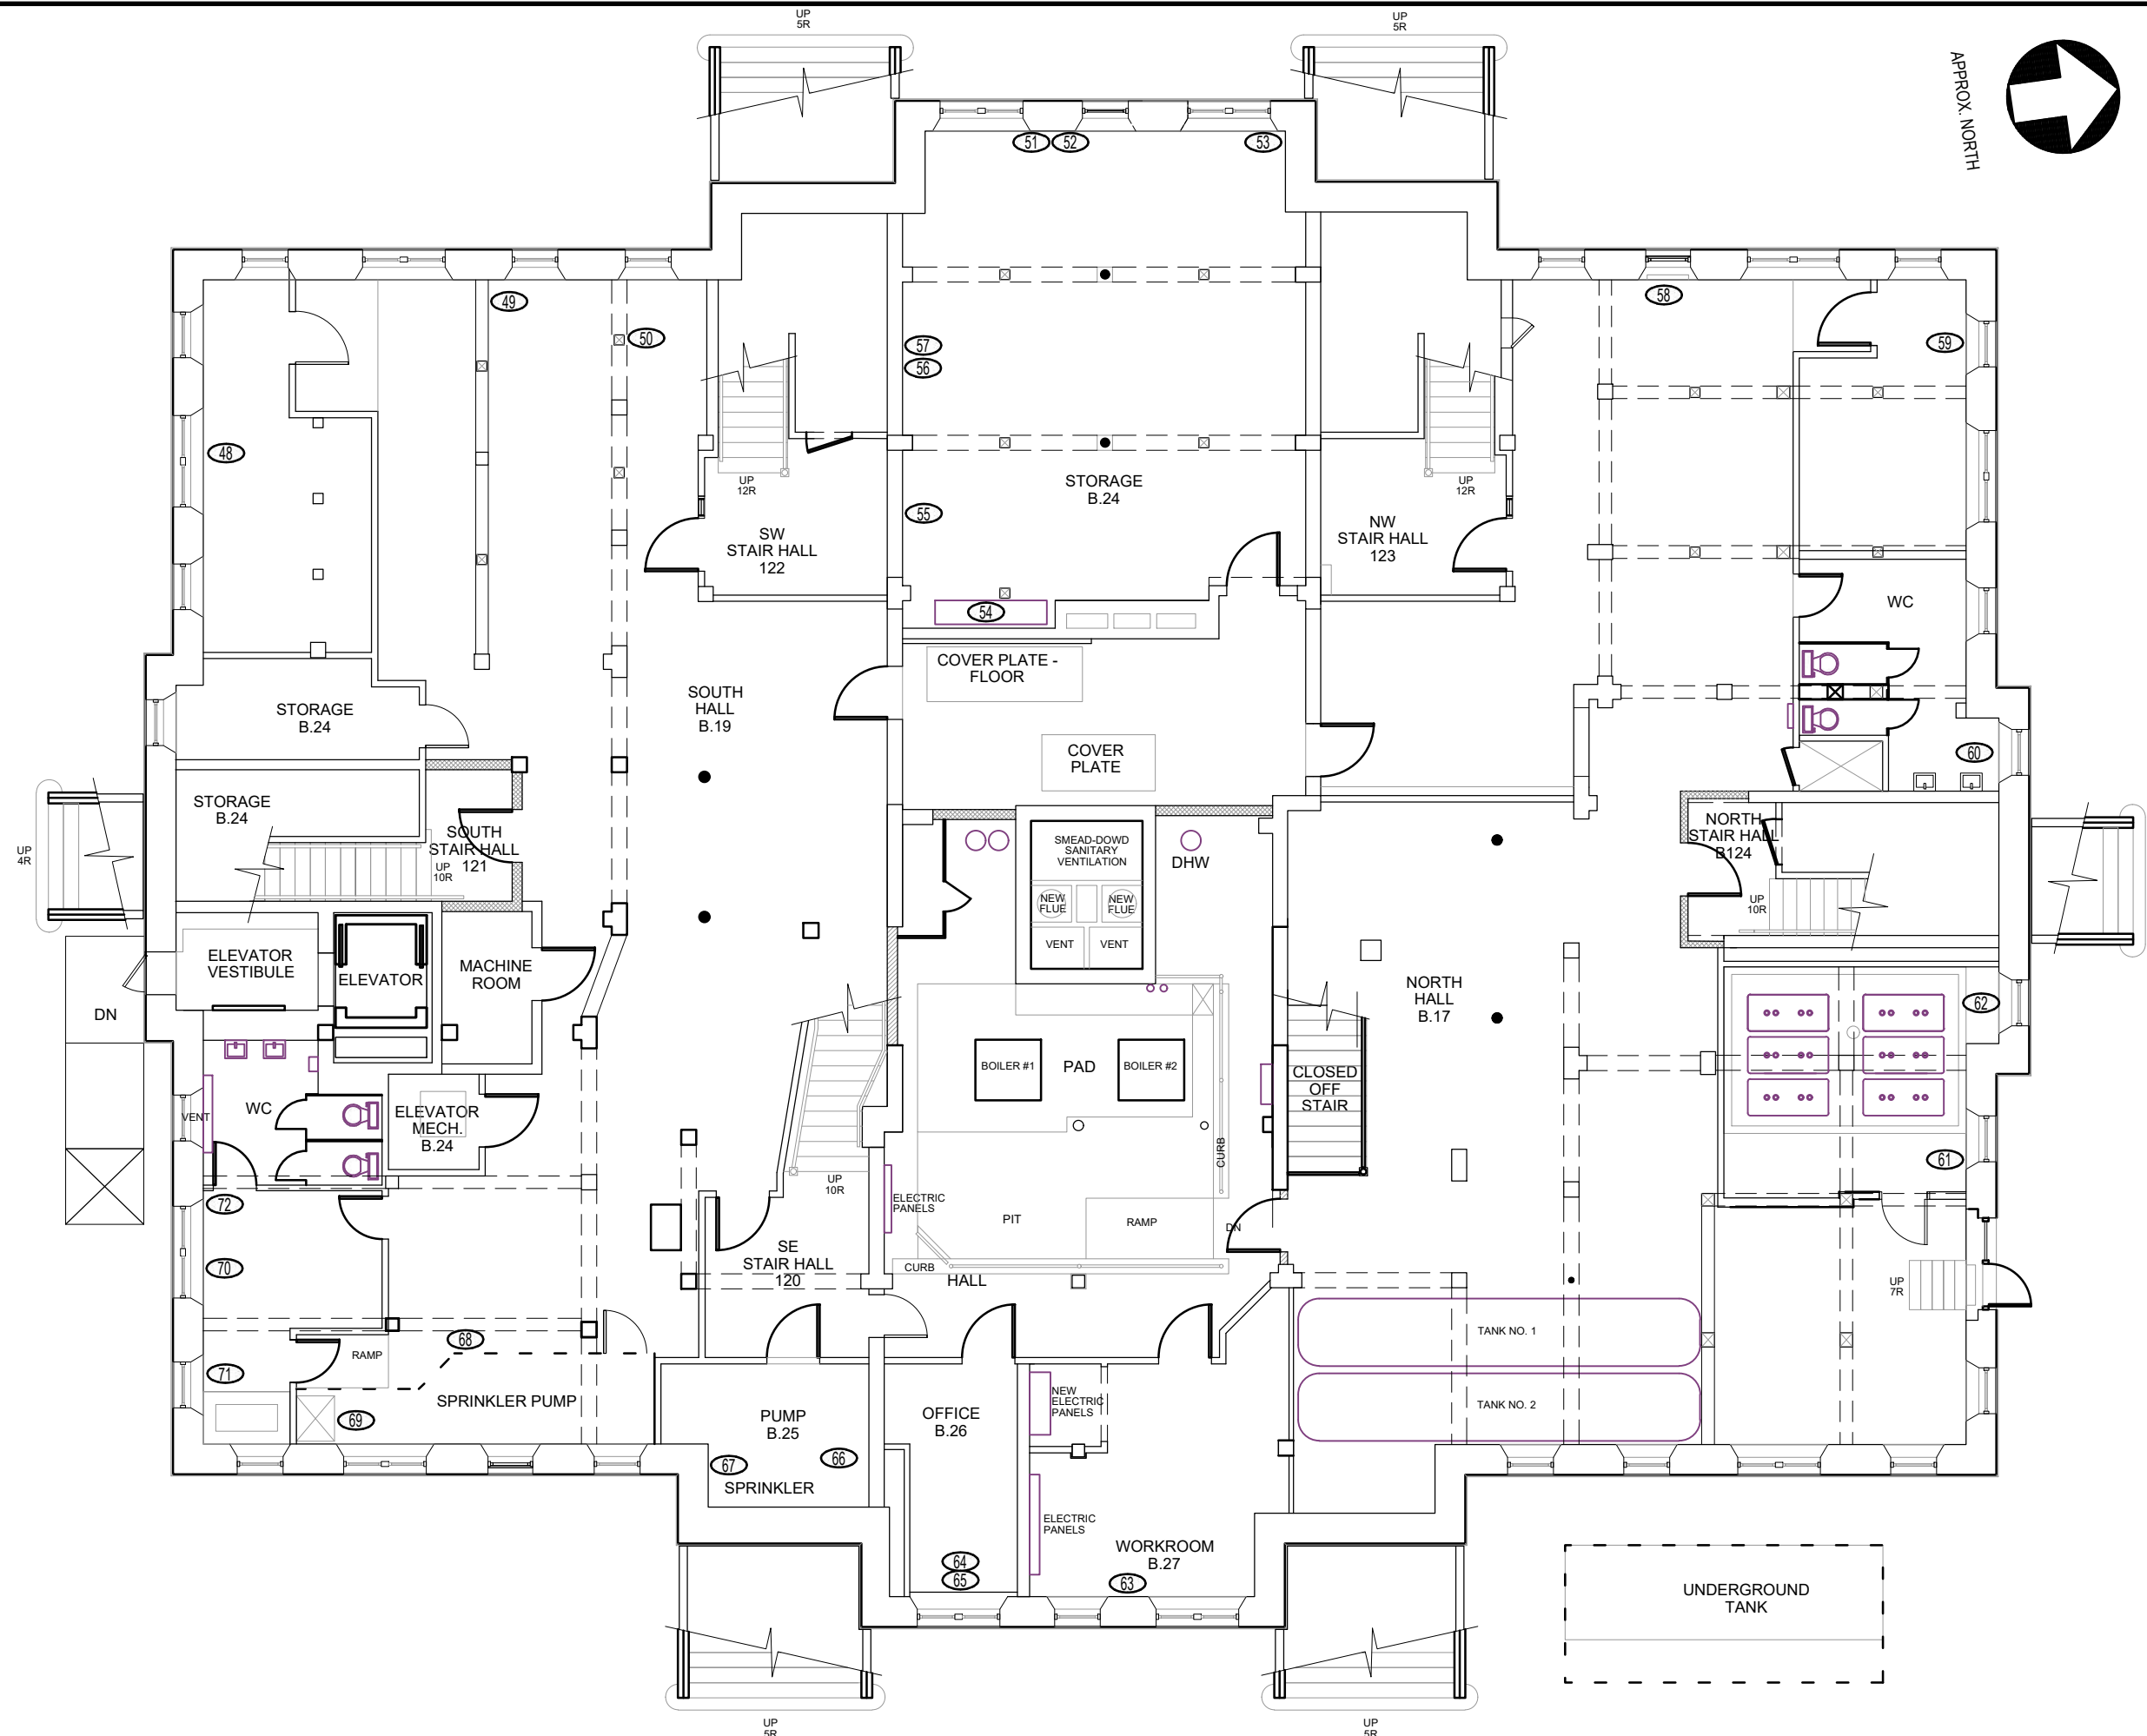 UP
5R
UP
5R
APPROX. NORTH
51
52
53
49
58
50
59
57
56
48
STORAGE
B.24
UP
12R
UP
12R
55
SW
STAIR HALL
122
NW
STAIR HALL
123
54
WC
COVER PLATE -
FLOOR
SOUTH
HALL
B.19
STORAGE
B.24
COVER
PLATE
60
STORAGE
B.24
SOUTH
STAIR HALL
121
UP
10R
UP
4R
SMEAD-DOWD
SANITARY
VENTILATION
DHW
NEW
FLUE
NEW
FLUE
VENT
VENT
NORTH
STAIR HALL
B124
UP
10R
ELEVATOR
VESTIBULE
ELEVATOR
MACHINE
ROOM
NORTH
HALL
B.17
62
DN
BOILER #1
PAD
BOILER #2
CLOSED
OFF
STAIR
VENT
WC
ELEVATOR
MECH.
B.24
CURB
61
UP
10R
ELECTRIC
PANELS
72
PIT
RAMP
DN
SE
STAIR HALL
120
70
CURB
HALL
UP
7R
68
TANK NO. 1
RAMP
71
SPRINKLER PUMP
69
PUMP
B.25
OFFICE
B.26
NEW
ELECTRIC
PANELS
TANK NO. 2
66
67
SPRINKLER
ELECTRIC
PANELS
WORKROOM
B.27
64
65
63
UNDERGROUND
TANK
UP
5R
UP
5R